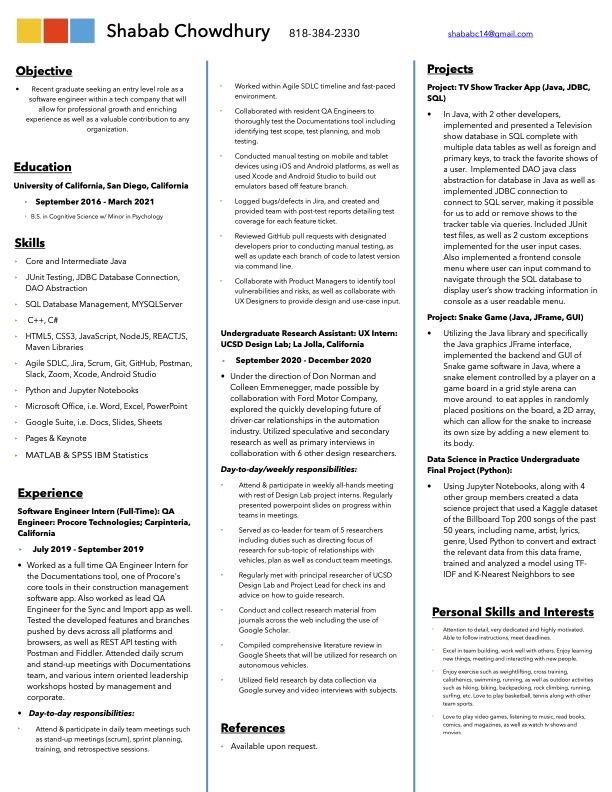 Shabab Chowdhury 818-384-2330 shababc14@gmail.com
Objective
• Recent graduate seeking an entry level role as a
software engineer within a tech company that will
allow for professional growth and enriching
experience as well as a valuable contribution to any
organization.
Education
University of California, San Diego, California
• September 2016 - March 2021
• B.S. in Cognitive Science w/ Minor in Psychology
Skills
• Core and Intermediate Java
• JUnit Testing, JDBC Database Connection,
DAO Abstraction
• SQL Database Management, MYSQLServer
• C++, C#
• HTML5, CSS3, JavaScript, NodeJS, REACTJS,
Maven Libraries
• Agile SDLC, Jira, Scrum, Git, GitHub, Postman,
Slack, Zoom, Xcode, Android Studio
• Python and Jupyter Notebooks
• Microsoft Office, i.e. Word, Excel, PowerPoint
• Google Suite, i.e. Docs, Slides, Sheets
• Pages & Keynote
• MATLAB & SPSS IBM Statistics
Experience
Software Engineer Intern (Full-Time): QA
Engineer: Procore Technologies; Carpinteria,
California
• July 2019 - September 2019
• Worked as a full time QA Engineer Intern for
the Documentations tool, one of Procore's
core tools in their construction management
software app. Also worked as lead QA
Engineer for the Sync and Import app as well.
Tested the developed features and branches
pushed by devs across all platforms and
browsers, as well as REST API testing with
Postman and Fiddler. Attended daily scrum
and stand-up meetings with Documentations
team, and various intern oriented leadership
workshops hosted by management and
corporate.
• Day-to-day responsibilities:
• Attend & participate in daily team meetings such
as stand-up meetings (scrum), sprint planning,
training, and retrospective sessions.
• Worked within Agile SDLC timeline and fast-paced
environment.
• Collaborated with resident QA Engineers to
thoroughly test the Documentations tool including
identifying test scope, test planning, and mob
testing.
• Conducted manual testing on mobile and tablet
devices using iOS and Android platforms, as well as
used Xcode and Android Studio to build out
emulators based off feature branch.
• Logged bugs/defects in Jira, and created and
provided team with post-test reports detailing test
coverage for each feature ticket.
• Reviewed GitHub pull requests with designated
developers prior to conducting manual testing, as
well as update each branch of code to latest version
via command line.
• Collaborate with Product Managers to identify tool
vulnerabilities and risks, as well as collaborate with
UX Designers to provide design and use-case input.
Undergraduate Research Assistant: UX Intern:
UCSD Design Lab; La Jolla, California
• September 2020 - December 2020
• Under the direction of Don Norman and
Colleen Emmenegger, made possible by
collaboration with Ford Motor Company,
explored the quickly developing future of
driver-car relationships in the automation
industry. Utilized speculative and secondary
research as well as primary interviews in
collaboration with 6 other design researchers.
Day-to-day/weekly responsibilities:
• Attend & participate in weekly all-hands meeting
with rest of Design Lab project interns. Regularly
presented powerpoint slides on progress within
teams in meetings.
• Served as co-leader for team of 5 researchers
including duties such as directing focus of
research for sub-topic of relationships with
vehicles, plan as well as conduct team meetings.
• Regularly met with principal researcher of UCSD
Design Lab and Project Lead for check ins and
advice on how to guide research.
• Conduct and collect research material from
journals across the web including the use of
Google Scholar.
• Compiled comprehensive literature review in
Google Sheets that will be utilized for research on
autonomous vehicles.
• Utilized field research by data collection via
Google survey and video interviews with subjects.
References
• Available upon request.
Projects
Project: TV Show Tracker App (Java, JDBC,
SQL)
• In Java, with 2 other developers,
implemented and presented a Television
show database in SQL complete with
multiple data tables as well as foreign and
primary keys, to track the favorite shows of
a user. Implemented DAO java class
abstraction for database in Java as well as
implemented JDBC connection to
connect to SQL server, making it possible
for us to add or remove shows to the
tracker table via queries. Included JUnit
test files, as well as 2 custom exceptions
implemented for the user input cases.
Also implemented a frontend console
menu where user can input command to
navigate through the SQL database to
display user's show tracking information in
console as a user readable menu.
Project: Snake Game (Java, JFrame, GUI)
• Utilizing the Java library and specifically
the Java graphics JFrame interface,
implemented the backend and GUI of
Snake game software in Java, where a
snake element controlled by a player on a
game board in a grid style arena can
move around to eat apples in randomly
placed positions on the board, a 2D array,
which can allow for the snake to increase
its own size by adding a new element to
its body.
Data Science in Practice Undergraduate
Final Project (Python):
• Using Jupyter Notebooks, along with 4
other group members created a data
science project that used a Kaggle dataset
of the Billboard Top 200 songs of the past
50 years, including name, artist, lyrics,
genre, Used Python to convert and extract
the relevant data from this data frame,
trained and analyzed a model using TF-
IDF and K-Nearest Neighbors to see
Personal Skills and Interests
• Attention to detail, very dedicated and highly motivated.
Able to follow instructions, meet deadlines.
• Excel in team building, work well with others. Enjoy learning
new things, meeting and interacting with new people.
• Enjoy exercise such as weightlifting, cross training,
calisthenics, swimming, running, as well as outdoor activities
such as hiking, biking, backpacking, rock climbing, running,
surfing, etc. Love to play basketball, tennis along with other
team sports.
• Love to play video games, listening to music, read books,
comics, and magazines, as well as watch tv shows and
movies.